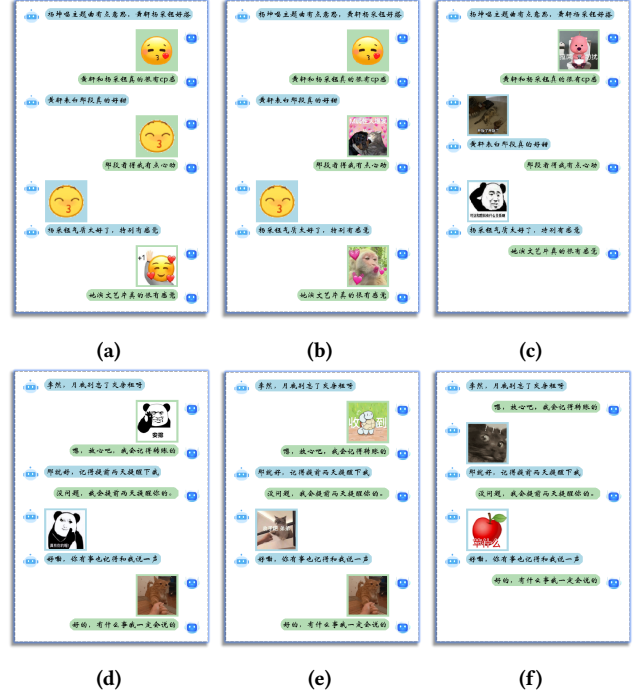 杨坤唱主题曲有点意思，黄轩杨采钰好搭
黄轩和杨采钰真的很有cp感
黄轩表白那段真的好甜
那段看得我有点心动
杨采钰气质太好了，特别有感觉
+1
她演文艺片真的很有感觉
(a)
杨坤唱主题曲有点意思，黄轩杨采钰好搭
黄轩和杨采钰真的很有cp感
黄轩表白那段真的好甜
那段看得我有点心动
杨采钰气质太好了，特别有感觉
她演文艺片真的很有感觉
(b)
杨坤唱主题曲有点意思，黄轩杨采钰好搭
黄轩和杨采钰真的很有cp感
黄轩表白那段真的好甜
那段看得我有点心动
杨采钰气质太好了，特别有感觉
她演文艺片真的很有感觉
(c)
李然，月底别忘了交房租呀
安排
嗯，放心吧，我会记得转账的
那就好，记得提前两天提醒下我
没问题，我会提前两天提醒你的。
好嘞，你有事也记得和我说一声
好的，有什么事我一定会说的
(d)
李然，月底别忘了交房租呀
收到
嗯，放心吧，我会记得转账的
那就好，记得提前两天提醒下我
没问题，我会提前两天提醒你的。
好嘞，你有事也记得和我说一声
好的，有什么事我一定会说的
(e)
李然，月底别忘了交房租呀
嗯，放心吧，我会记得转账的
那就好，记得提前两天提醒下我
没问题，我会提前两天提醒你的。
苹什么
好嘞，你有事也记得和我说一声
好的，有什么事我一定会说的
(f)